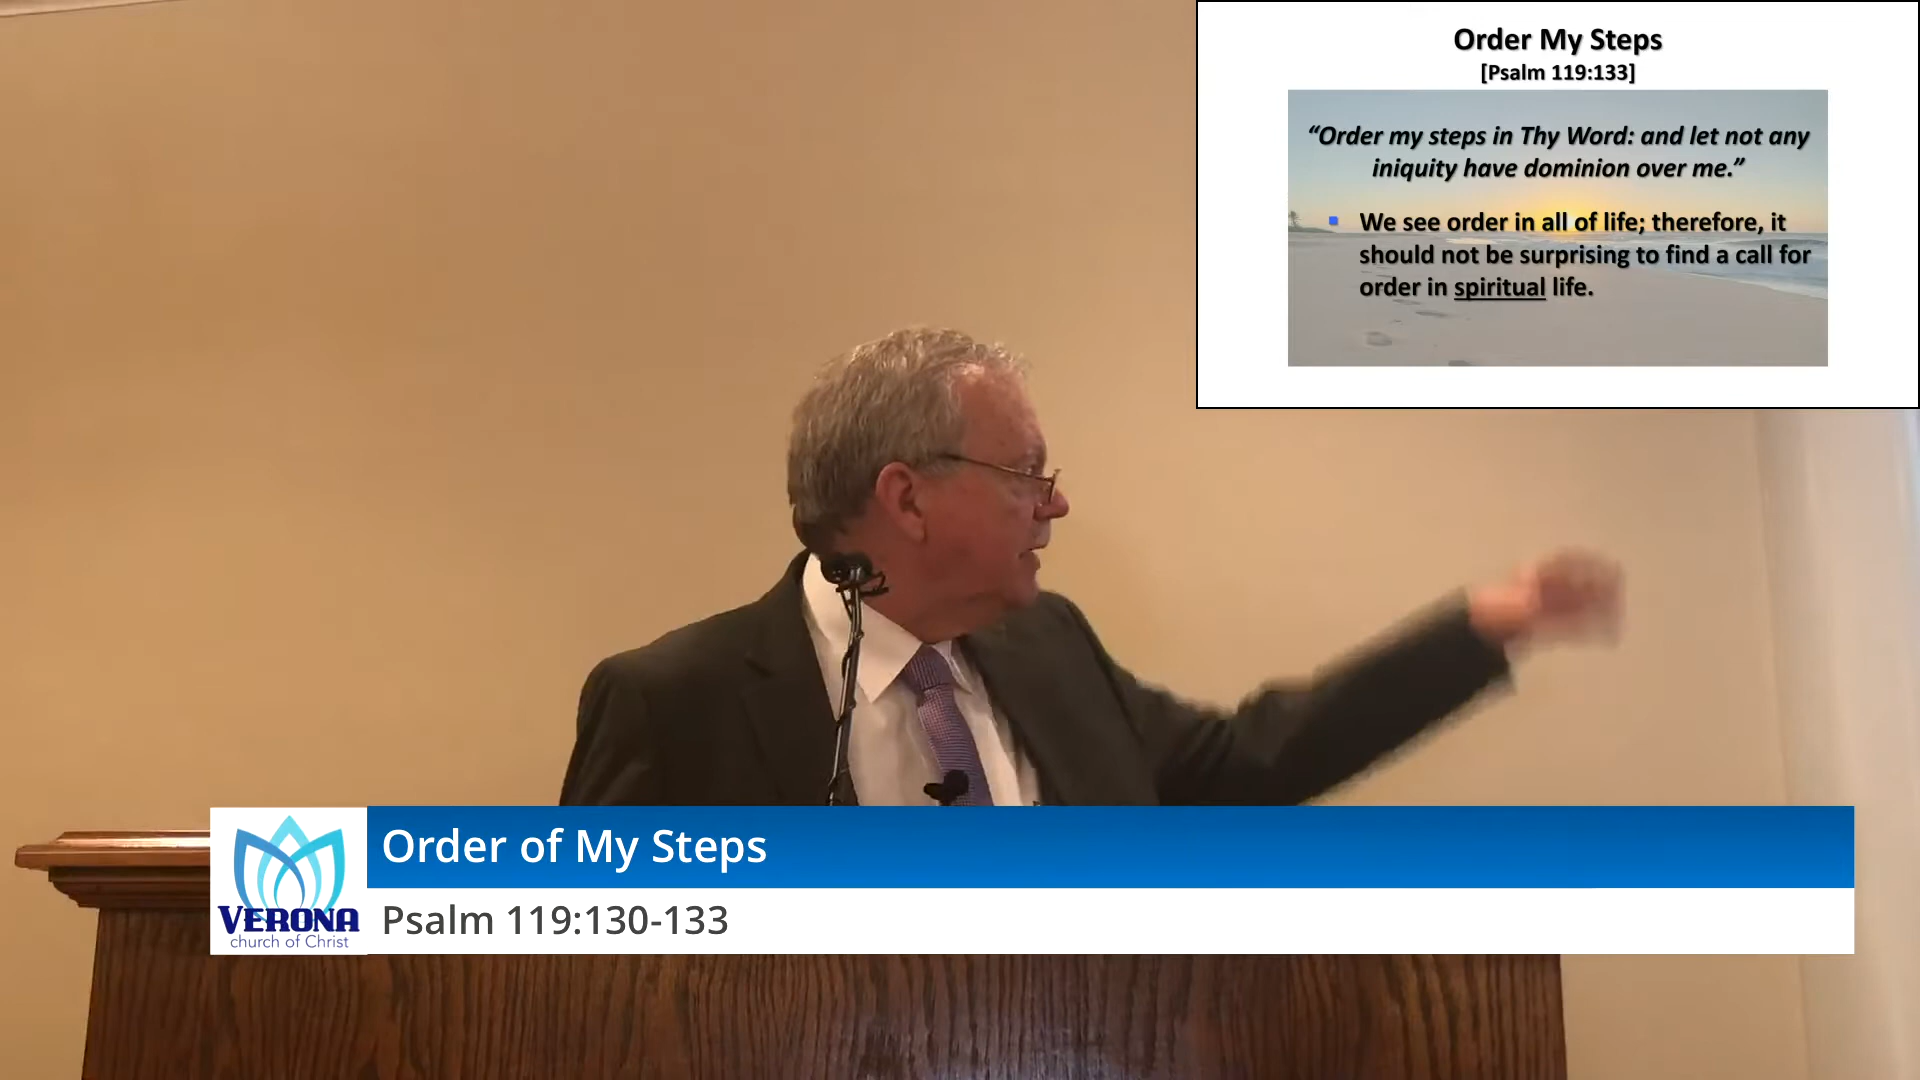 Order My Steps
[Psalm 119:133]
“Order my steps in Thy Word: and let not any
iniquity have dominion over me.”
▪ We see order in all of life; therefore, it
should not be surprising to find a call for
order in spiritual life.
Order of My Steps
Psalm 119:130-133
VERONA
church of Christ